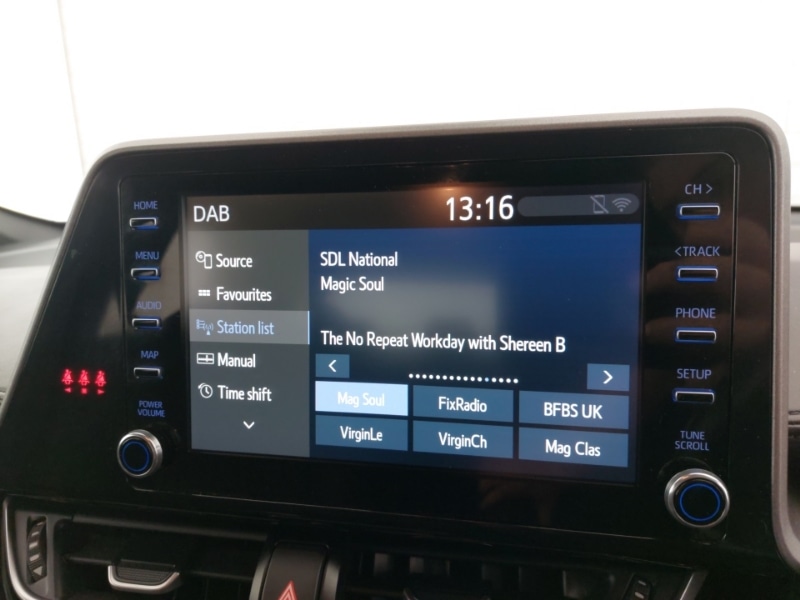 HOME
MENU
AUDIO
MAP
POWER
VOLUME
DAB
13:16
Source
Favourites
Station list
Manual
Time shift
SDL National
Magic Soul
The No Repeat Workday with Shereen B
<
>
Mag Soul
FixRadio
BFBS UK
VirginLe
VirginCh
Mag Clas
CH >
<TRACK
PHONE
SETUP
TUNE
SCROLL